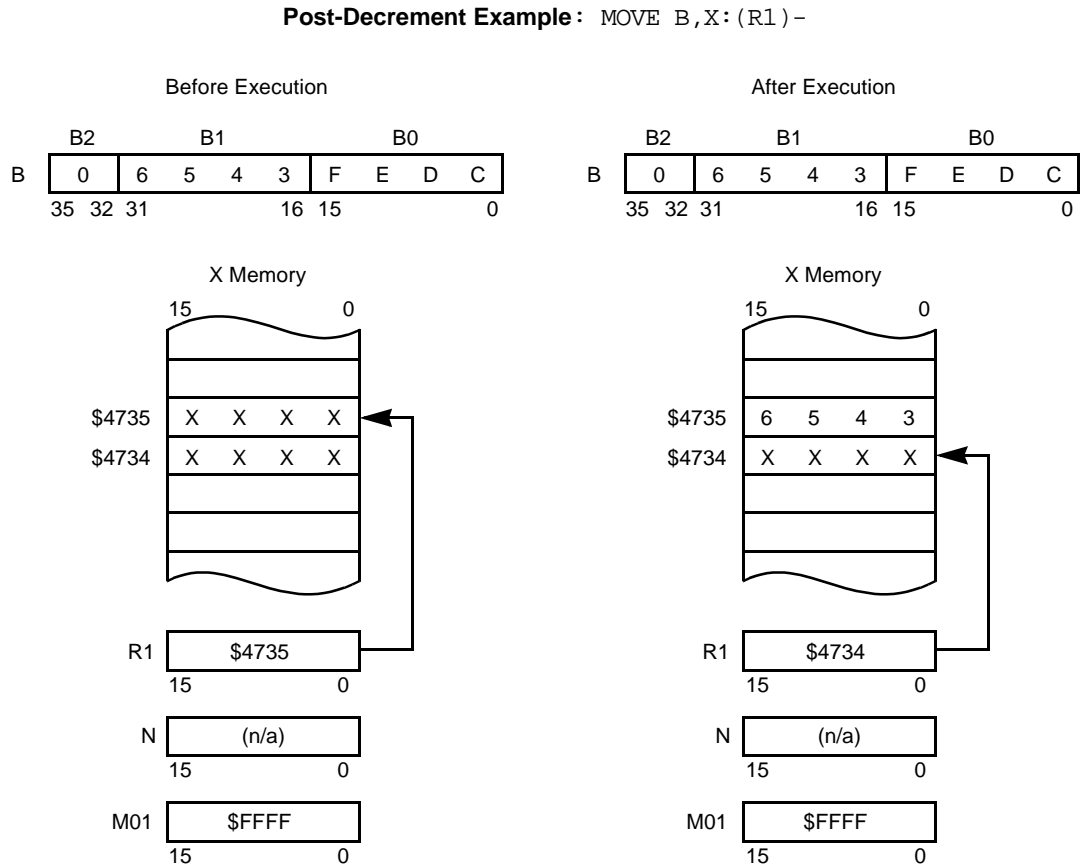 Post-Decrement Example: MOVE B,X:(R1)-
Before Execution
B2 B1 B0
B 0 6 5 4 3 F E D C
35 32 31 16 15 0
X Memory
15 0
$4735 X X X X
$4734 X X X X
R1 $4735
15 0
N (n/a)
15 0
M01 $FFFF
15 0
After Execution
B2 B1 B0
B 0 6 5 4 3 F E D C
35 32 31 16 15 0
X Memory
15 0
$4735 6 5 4 3
$4734 X X X X
R1 $4734
15 0
N (n/a)
15 0
M01 $FFFF
15 0